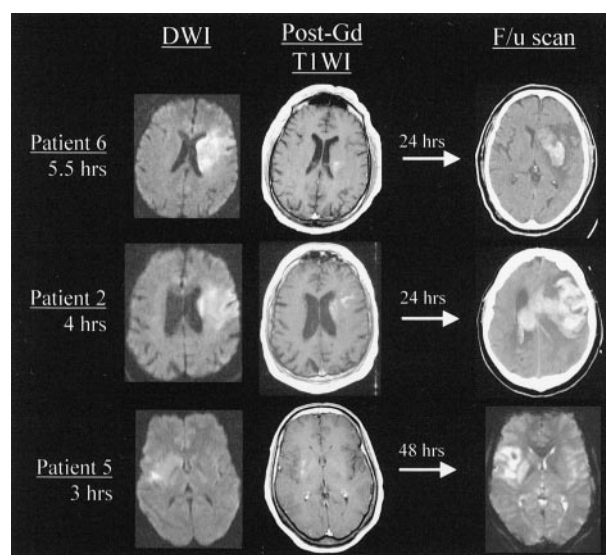 DWI
Post-Gd
T1WI
F/u scan
Patient 6
5.5 hrs
24 hrs
Patient 2
4 hrs
24 hrs
Patient 5
3 hrs
48 hrs